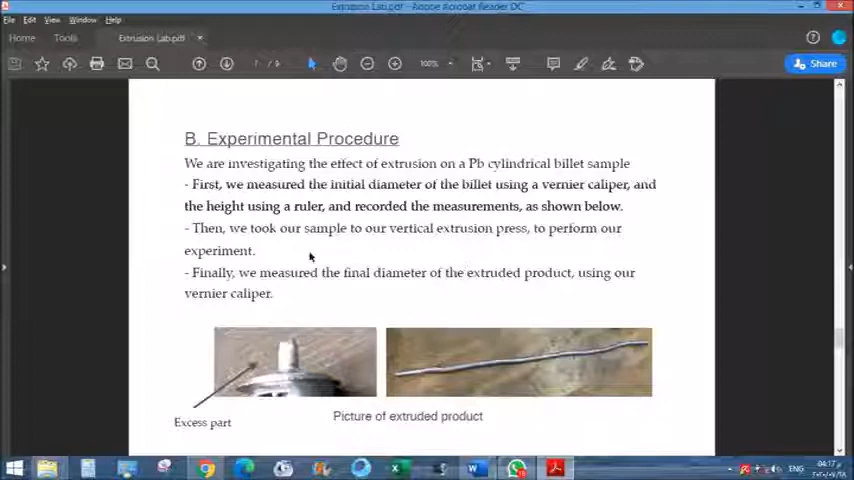 Extrusion Lab.pdf - Adobe Acrobat Reader DC
File Edit View Window Help
Home Tools Extrusion Lab.pdf ×
100% Share
B. Experimental Procedure
We are investigating the effect of extrusion on a Pb cylindrical billet sample
- First, we measured the initial diameter of the billet using a vernier caliper, and
the height using a ruler, and recorded the measurements, as shown below.
- Then, we took our sample to our vertical extrusion press, to perform our
experiment.
- Finally, we measured the final diameter of the extruded product, using our
vernier caliper.
Excess part
Picture of extruded product
ENG
04:17 م